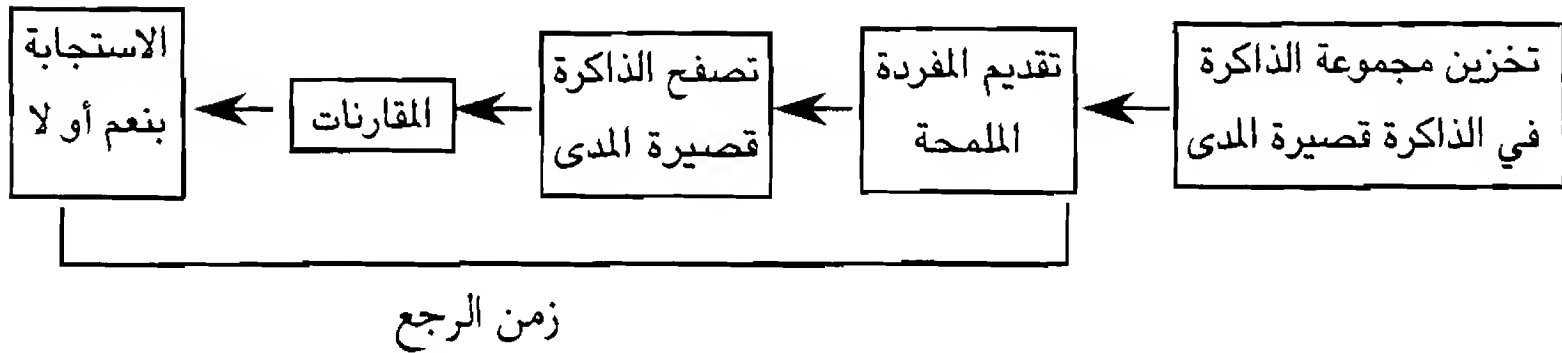 تخزين مجموعة الذاكرة
في الذاكرة قصيرة المدى
تقديم المفردة
الملمحة
تصفح الذاكرة
قصيرة المدى
المقارنات
الاستجابة
بنعم أو لا
زمن الرجع